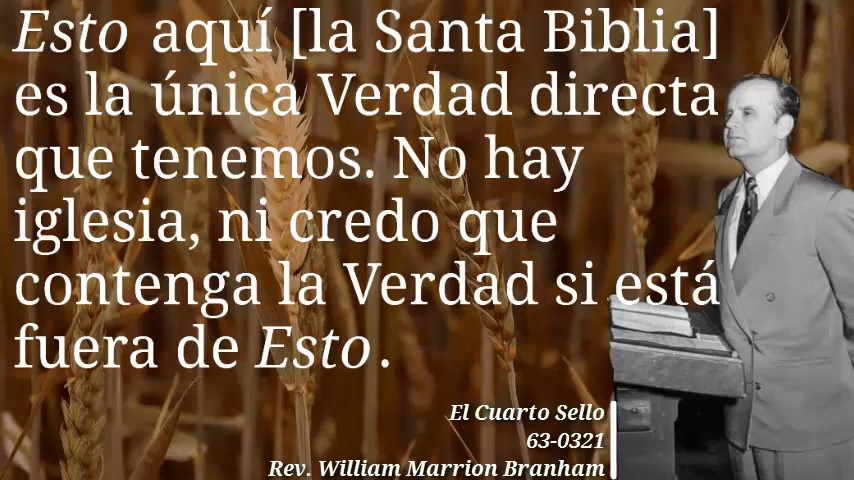 Esto aquí [la Santa Biblia]
es la única Verdad directa
que tenemos. No hay
iglesia, ni credo que
contenga la Verdad si está
fuera de Esto.
El Cuarto Sello
63-0321
Rev. William Marrion Branham